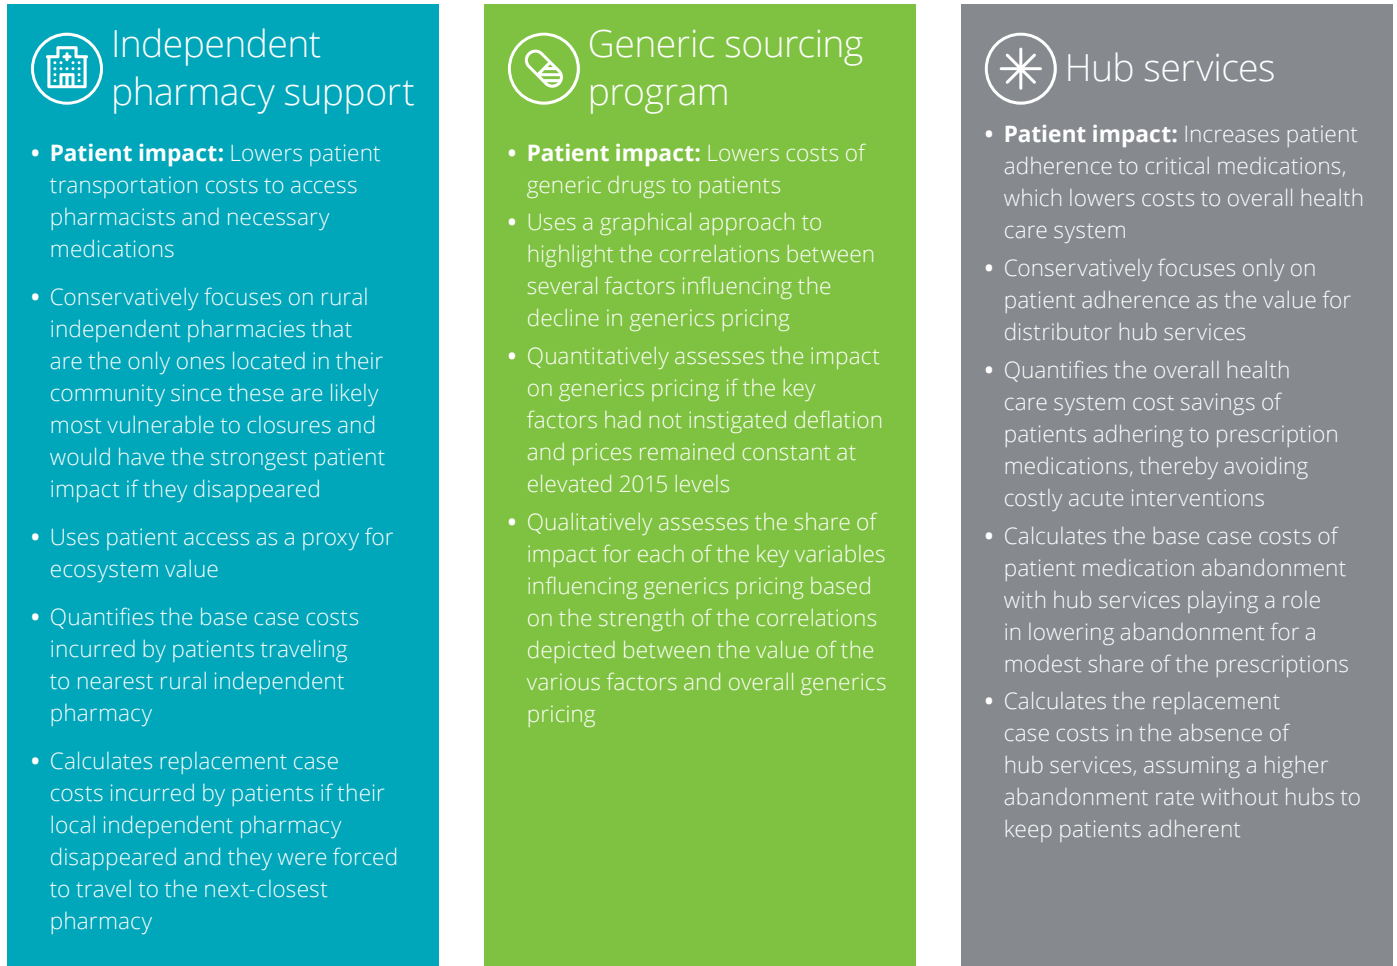 Independent
pharmacy support
• Patient impact: Lowers patient
transportation costs to access
pharmacists and necessary
medications
• Conservatively focuses on rural
independent pharmacies that
are the only ones located in their
community since these are likely
most vulnerable to closures and
would have the strongest patient
impact if they disappeared
• Uses patient access as a proxy for
ecosystem value
• Quantifies the base case costs
incurred by patients traveling
to nearest rural independent
pharmacy
• Calculates replacement case
costs incurred by patients if their
local independent pharmacy
disappeared and they were forced
to travel to the next-closest
pharmacy
Generic sourcing
program
• Patient impact: Lowers costs of
generic drugs to patients
• Uses a graphical approach to
highlight the correlations between
several factors influencing the
decline in generics pricing
• Quantitatively assesses the impact
on generics pricing if the key
factors had not instigated deflation
and prices remained constant at
elevated 2015 levels
• Qualitatively assesses the share of
impact for each of the key variables
influencing generics pricing based
on the strength of the correlations
depicted between the value of the
various factors and overall generics
pricing
Hub services
• Patient impact: Increases patient
adherence to critical medications,
which lowers costs to overall health
care system
• Conservatively focuses only on
patient adherence as the value for
distributor hub services
• Quantifies the overall health
care system cost savings of
patients adhering to prescription
medications, thereby avoiding
costly acute interventions
• Calculates the base case costs of
patient medication abandonment
with hub services playing a role
in lowering abandonment for a
modest share of the prescriptions
• Calculates the replacement
case costs in the absence of
hub services, assuming a higher
abandonment rate without hubs to
keep patients adherent